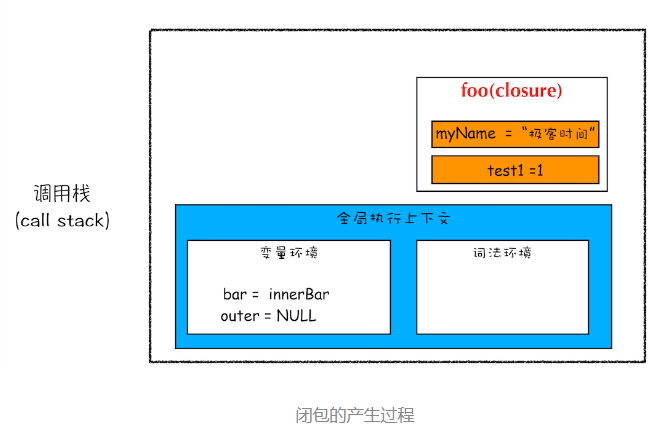 foo(closure)
myName = “极客时间”
test1 =1
调用栈
(call stack)
全局执行上下文
变量环境
词法环境
bar = innerBar
outer = NULL
闭包的产生过程